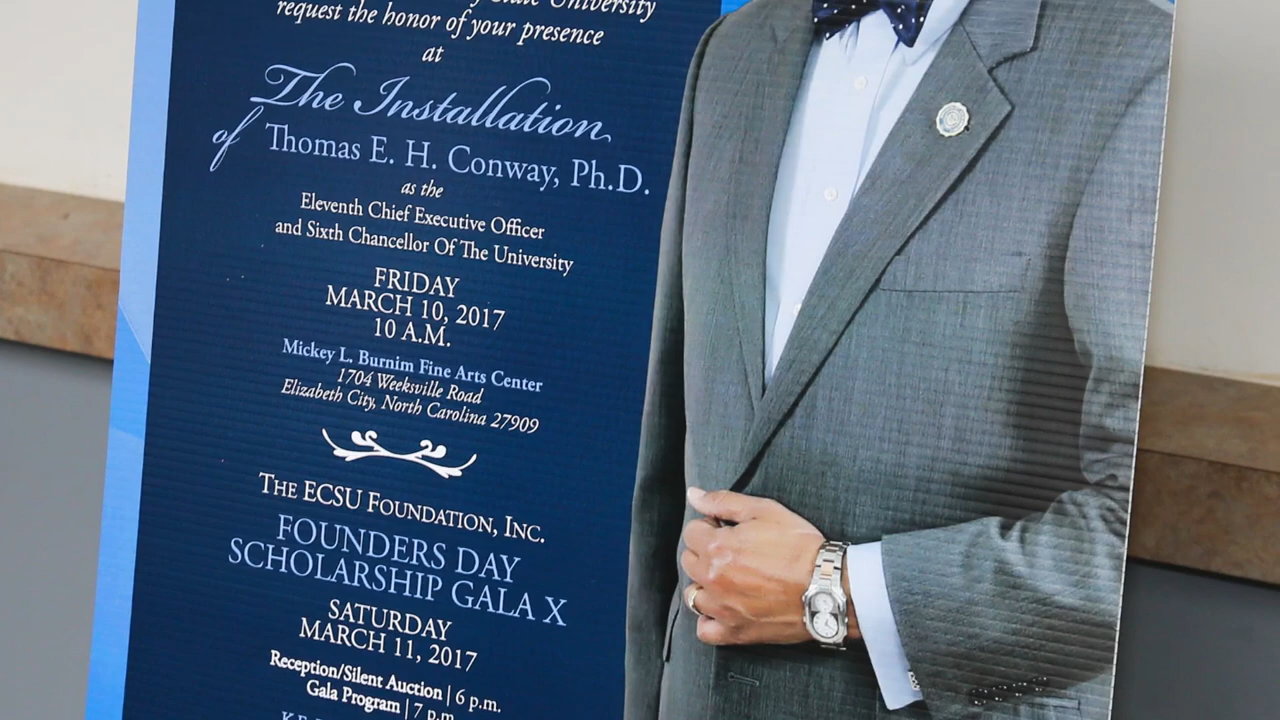 State University
request the honor of your presence
at
The Installation
of Thomas E. H. Conway, Ph.D.
as the
Eleventh Chief Executive Officer
and Sixth Chancellor Of The University
FRIDAY
MARCH 10, 2017
10 A.M.
Mickey L. Burnim Fine Arts Center
1704 Weeksville Road
Elizabeth City, North Carolina 27909
THE ECSU FOUNDATION, INC.
FOUNDERS DAY
SCHOLARSHIP GALA X
SATURDAY
MARCH 11, 2017
Reception/Silent Auction | 6 p.m.
Gala Program | 7 p.m.